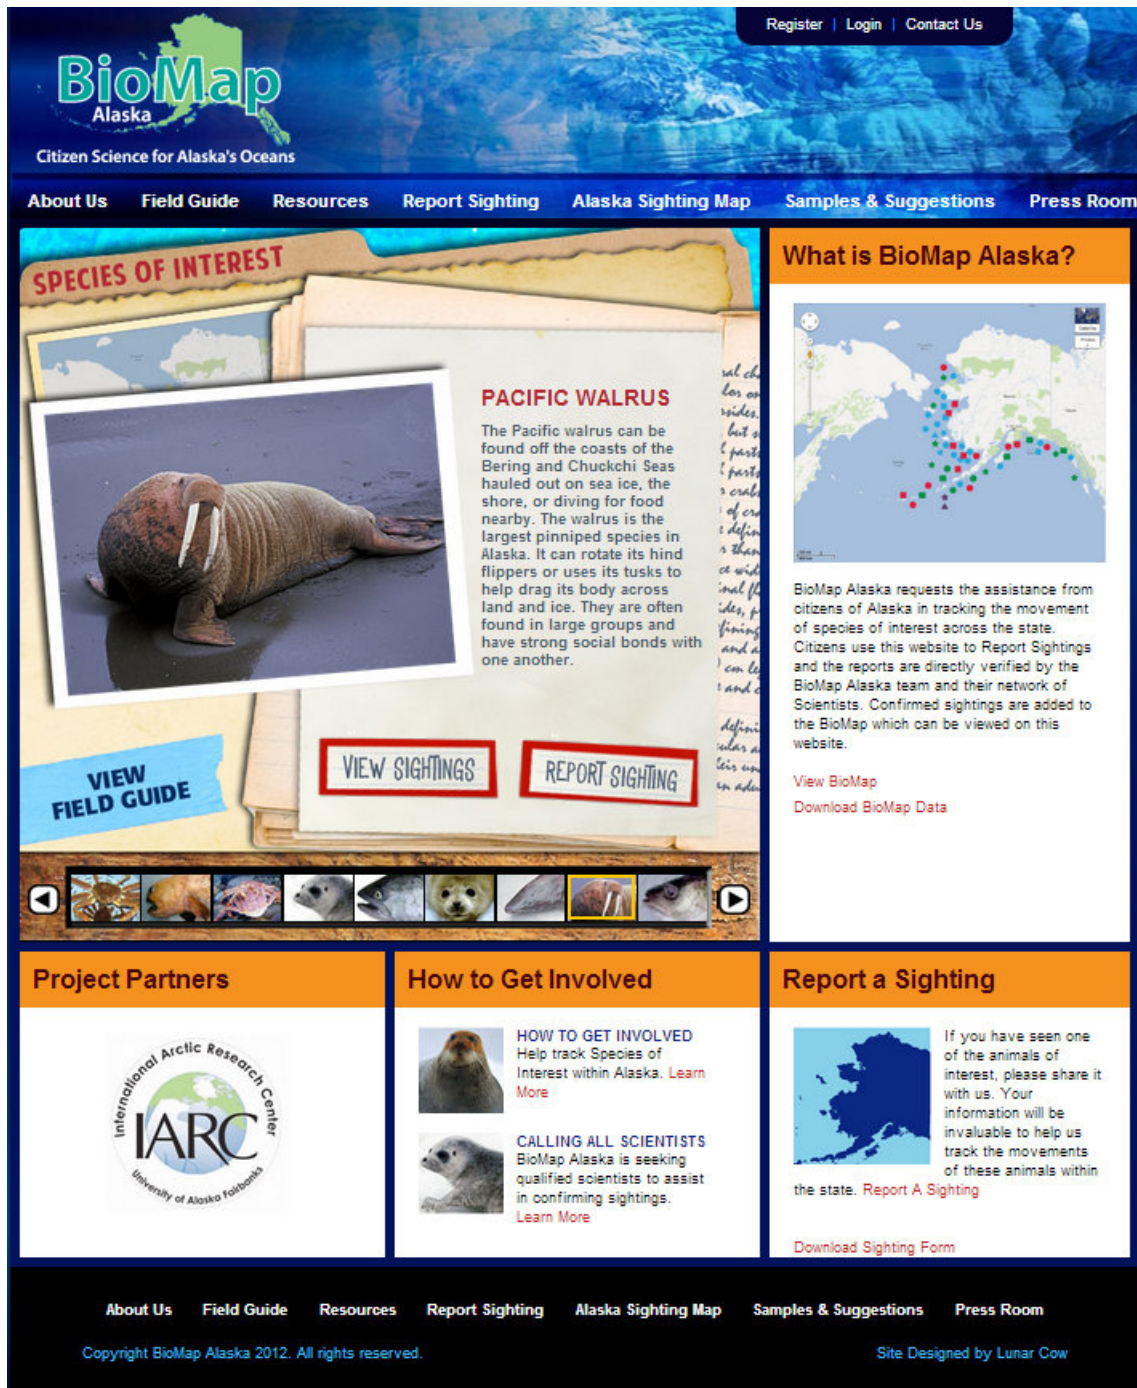 Register | Login | Contact Us
BioMap
Alaska
Citizen Science for Alaska's Oceans
About Us Field Guide Resources Report Sighting Alaska Sighting Map Samples & Suggestions Press Room
SPECIES OF INTEREST
PACIFIC WALRUS
The Pacific walrus can be
found off the coasts of the
Bering and Chuckchi Seas
hauled out on sea ice, the
shore, or diving for food
nearby. The walrus is the
largest pinniped species in
Alaska. It can rotate its hind
flippers or uses its tusks to
help drag its body across
land and ice. They are often
found in large groups and
have strong social bonds with
one another.
VIEW
FIELD GUIDE
VIEW SIGHTINGS
REPORT SIGHTING
What is BioMap Alaska?
BioMap Alaska requests the assistance from
citizens of Alaska in tracking the movement
of species of interest across the state.
Citizens use this website to Report Sightings
and the reports are directly verified by the
BioMap Alaska team and their network of
Scientists. Confirmed sightings are added to
the BioMap which can be viewed on this
website.
View BioMap
Download BioMap Data
Project Partners
International Arctic Research Center
IARC
University of Alaska Fairbanks
How to Get Involved
HOW TO GET INVOLVED
Help track Species of
Interest within Alaska. Learn
More
CALLING ALL SCIENTISTS
BioMap Alaska is seeking
qualified scientists to assist
in confirming sightings.
Learn More
Report a Sighting
If you have seen one
of the animals of
interest, please share it
with us. Your
information will be
invaluable to help us
track the movements
of these animals within
the state. Report A Sighting
Download Sighting Form
About Us Field Guide Resources Report Sighting Alaska Sighting Map Samples & Suggestions Press Room
Copyright BioMap Alaska 2012. All rights reserved.
Site Designed by Lunar Cow